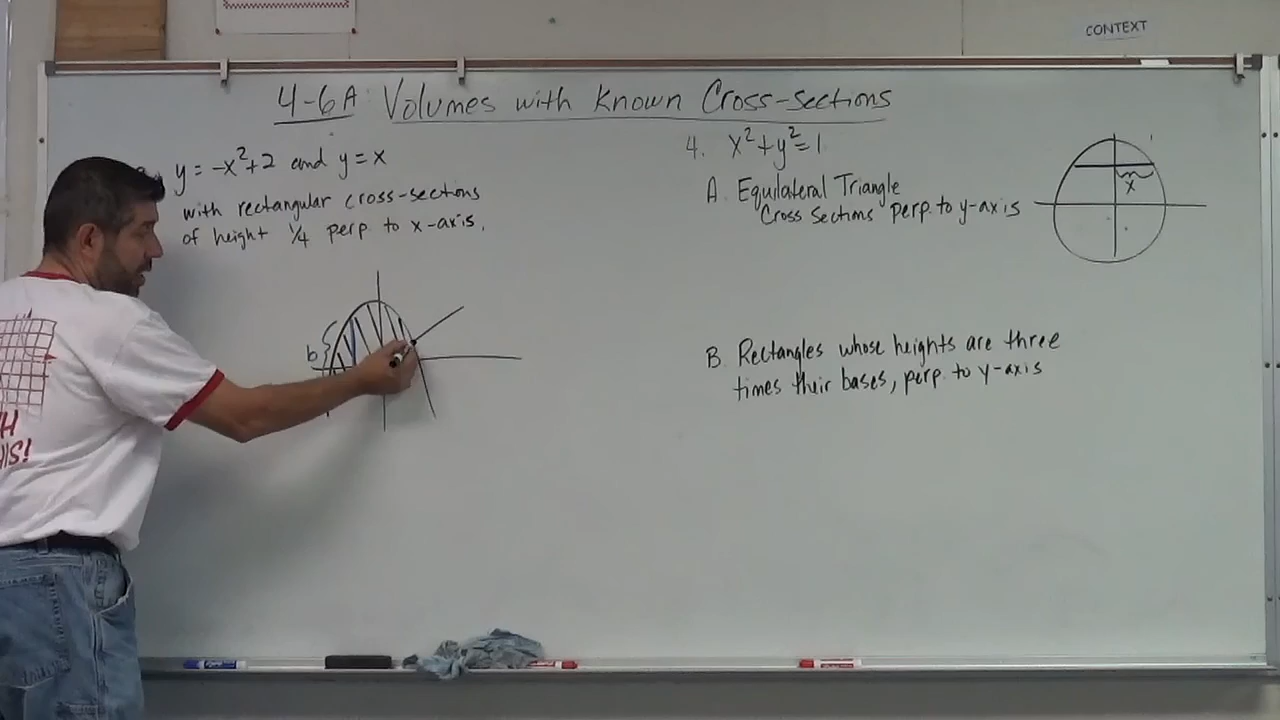 CONTEXT
4-6A Volumes with Known Cross-sections
y = -x²+2 and y = x
with rectangular cross-sections
of height 1/4 perp to x-axis.
b
4. x²+y²=1
A. Equilateral Triangle
Cross Sections perp. to y-axis
x
B Rectangles whose heights are three
times their bases, perp. to y-axis
H
IS!